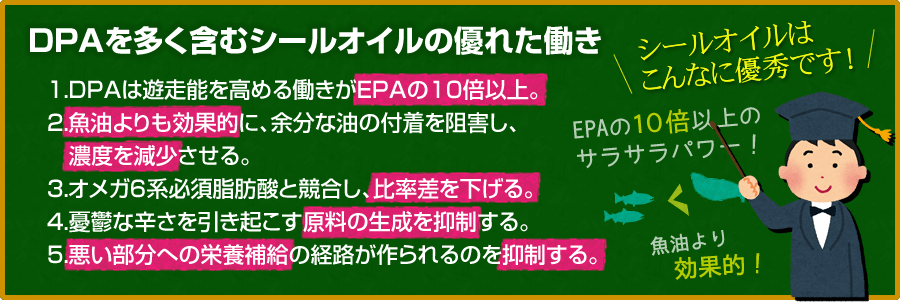 DPAを多く含むシールオイルの優れた働き
シールオイルは
こんなに優秀です！
1.DPAは遊走能を高める働きがEPAの10倍以上。
2.魚油よりも効果的に、余分な油の付着を阻害し、
濃度を減少させる。
3.オメガ6系必須脂肪酸と競合し、比率差を下げる。
4.憂鬱な辛さを引き起こす原料の生成を抑制する。
5.悪い部分への栄養補給の経路が作られるのを抑制する。
EPAの10倍以上の
サラサラパワー！
魚油より
効果的！